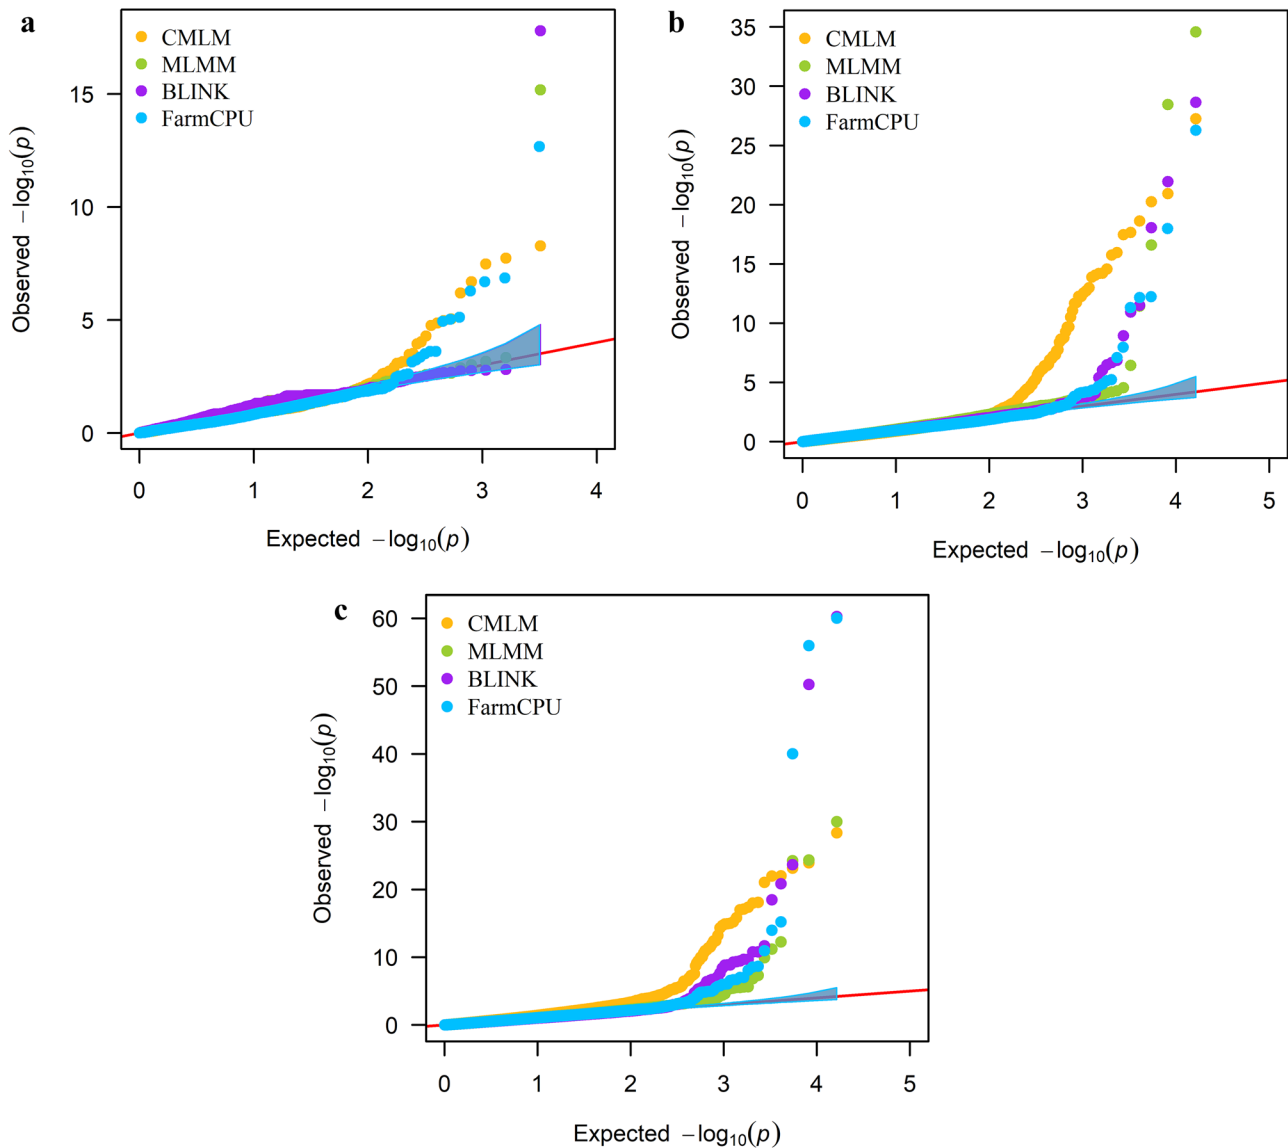 a
CMLM
MLMM
BLINK
FarmCPU
15
10
5
0
Observed −log10(p)
0 1 2 3 4
Expected −log10(p)
b
CMLM
MLMM
BLINK
FarmCPU
35
30
25
20
15
10
5
0
Observed −log10(p)
0 1 2 3 4 5
Expected −log10(p)
c
CMLM
MLMM
BLINK
FarmCPU
60
50
40
30
20
10
0
Observed −log10(p)
0 1 2 3 4 5
Expected −log10(p)